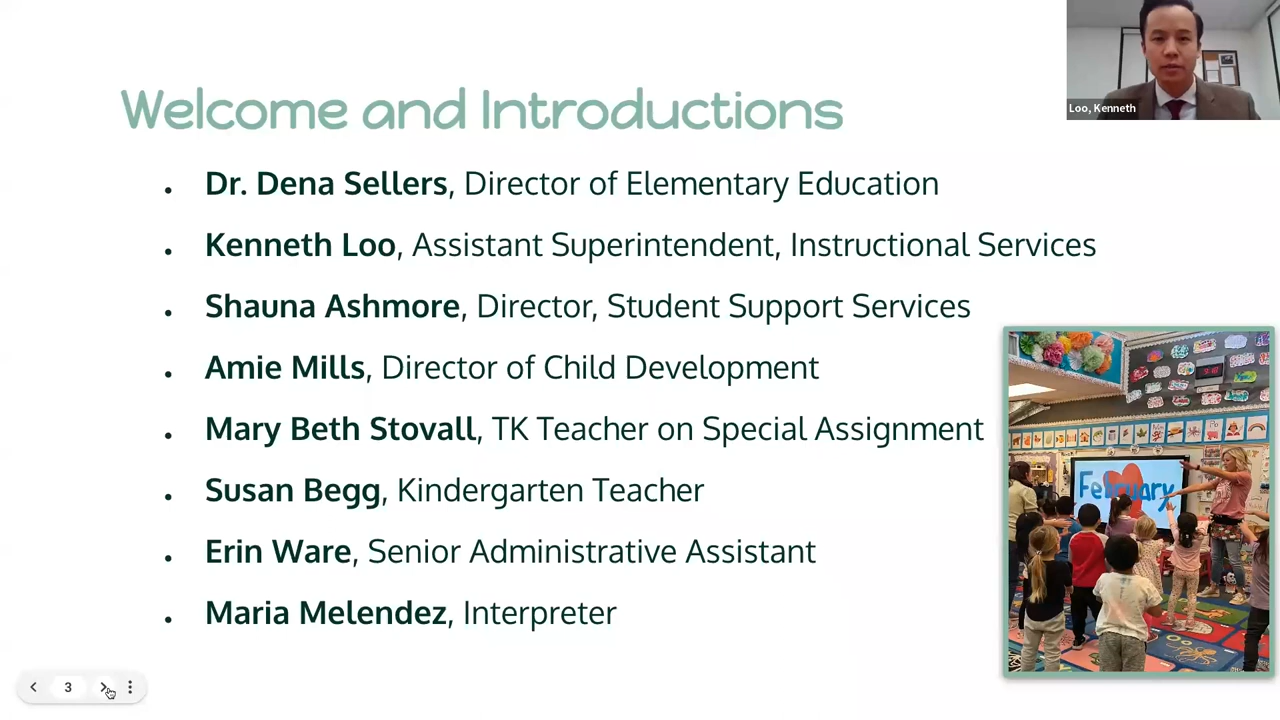 Loo, Kenneth
Welcome and Introductions
Dr. Dena Sellers, Director of Elementary Education
Kenneth Loo, Assistant Superintendent, Instructional Services
Shauna Ashmore, Director, Student Support Services
Amie Mills, Director of Child Development
Mary Beth Stovall, TK Teacher on Special Assignment
Susan Begg, Kindergarten Teacher
Erin Ware, Senior Administrative Assistant
Maria Melendez, Interpreter
February
3